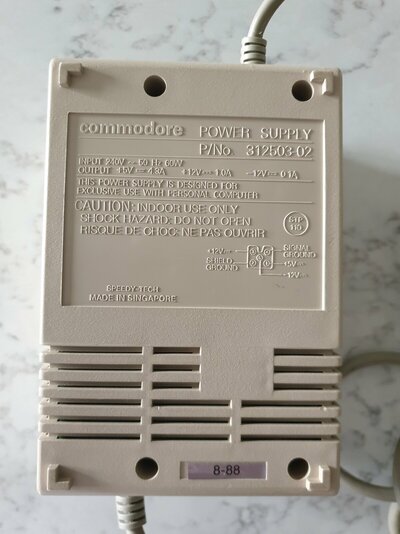 commodore POWER SUPPLY
P/No. 312503-02
INPUT 240V ~ 50 Hz 60W
OUTPUT +5V⎓4.3A +12V⎓1.0A -12V⎓0.1A
THIS POWER SUPPLY IS DESIGNED FOR
EXCLUSIVE USE WITH PERSONAL COMPUTER
CAUTION: INDOOR USE ONLY
SHOCK HAZARD: DO NOT OPEN
RISQUE DE CHOC: NE PAS OUVRIR
+12V⎓
SIGNAL
GROUND
SHIELD
GROUND
+5V⎓
-12V⎓
SPEEDY-TECH
MADE IN SINGAPORE
8-88